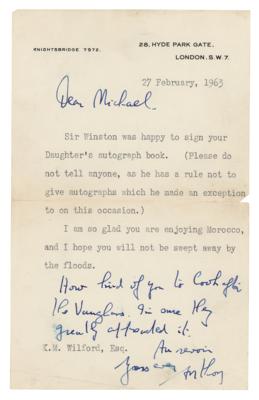 KNIGHTSBRIDGE 7972.
28, HYDE PARK GATE,
LONDON, S.W.7.
27 February, 1963
Dear Michael.
Sir Winston was happy to sign your
Daughter's autograph book. (Please do
not tell anyone, as he has a rule not to
give autographs which he made an exception
to on this occasion.)
I am so glad you are enjoying Morocco,
and I hope you will not be swept away by
the floods.
How kind of you to look after
the Vaughans. I'm sure they
greatly appreciated it.
K.M. Wilford, Esq.
Au revoir
Yours ever